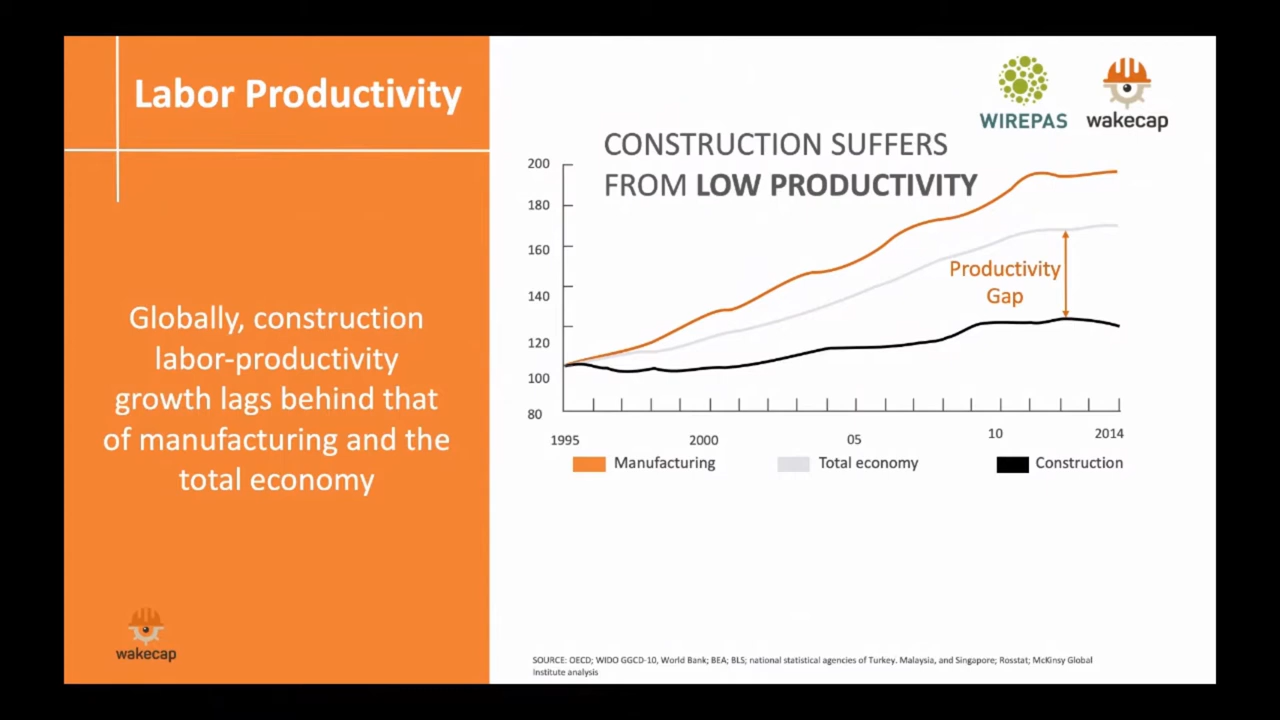 Labor Productivity
Globally, construction
labor-productivity
growth lags behind that
of manufacturing and the
total economy
wakecap
WIREPAS
wakecap
CONSTRUCTION SUFFERS
FROM LOW PRODUCTIVITY
200
180
160
140
120
100
80
Productivity
Gap
1995 2000 05 10 2014
Manufacturing Total economy Construction
SOURCE: OECD; WIDO GGCD-10, World Bank; BEA; BLS; national statistical agencies of Turkey. Malaysia, and Singapore; Rosstat; McKinsy Global
Institute analysis